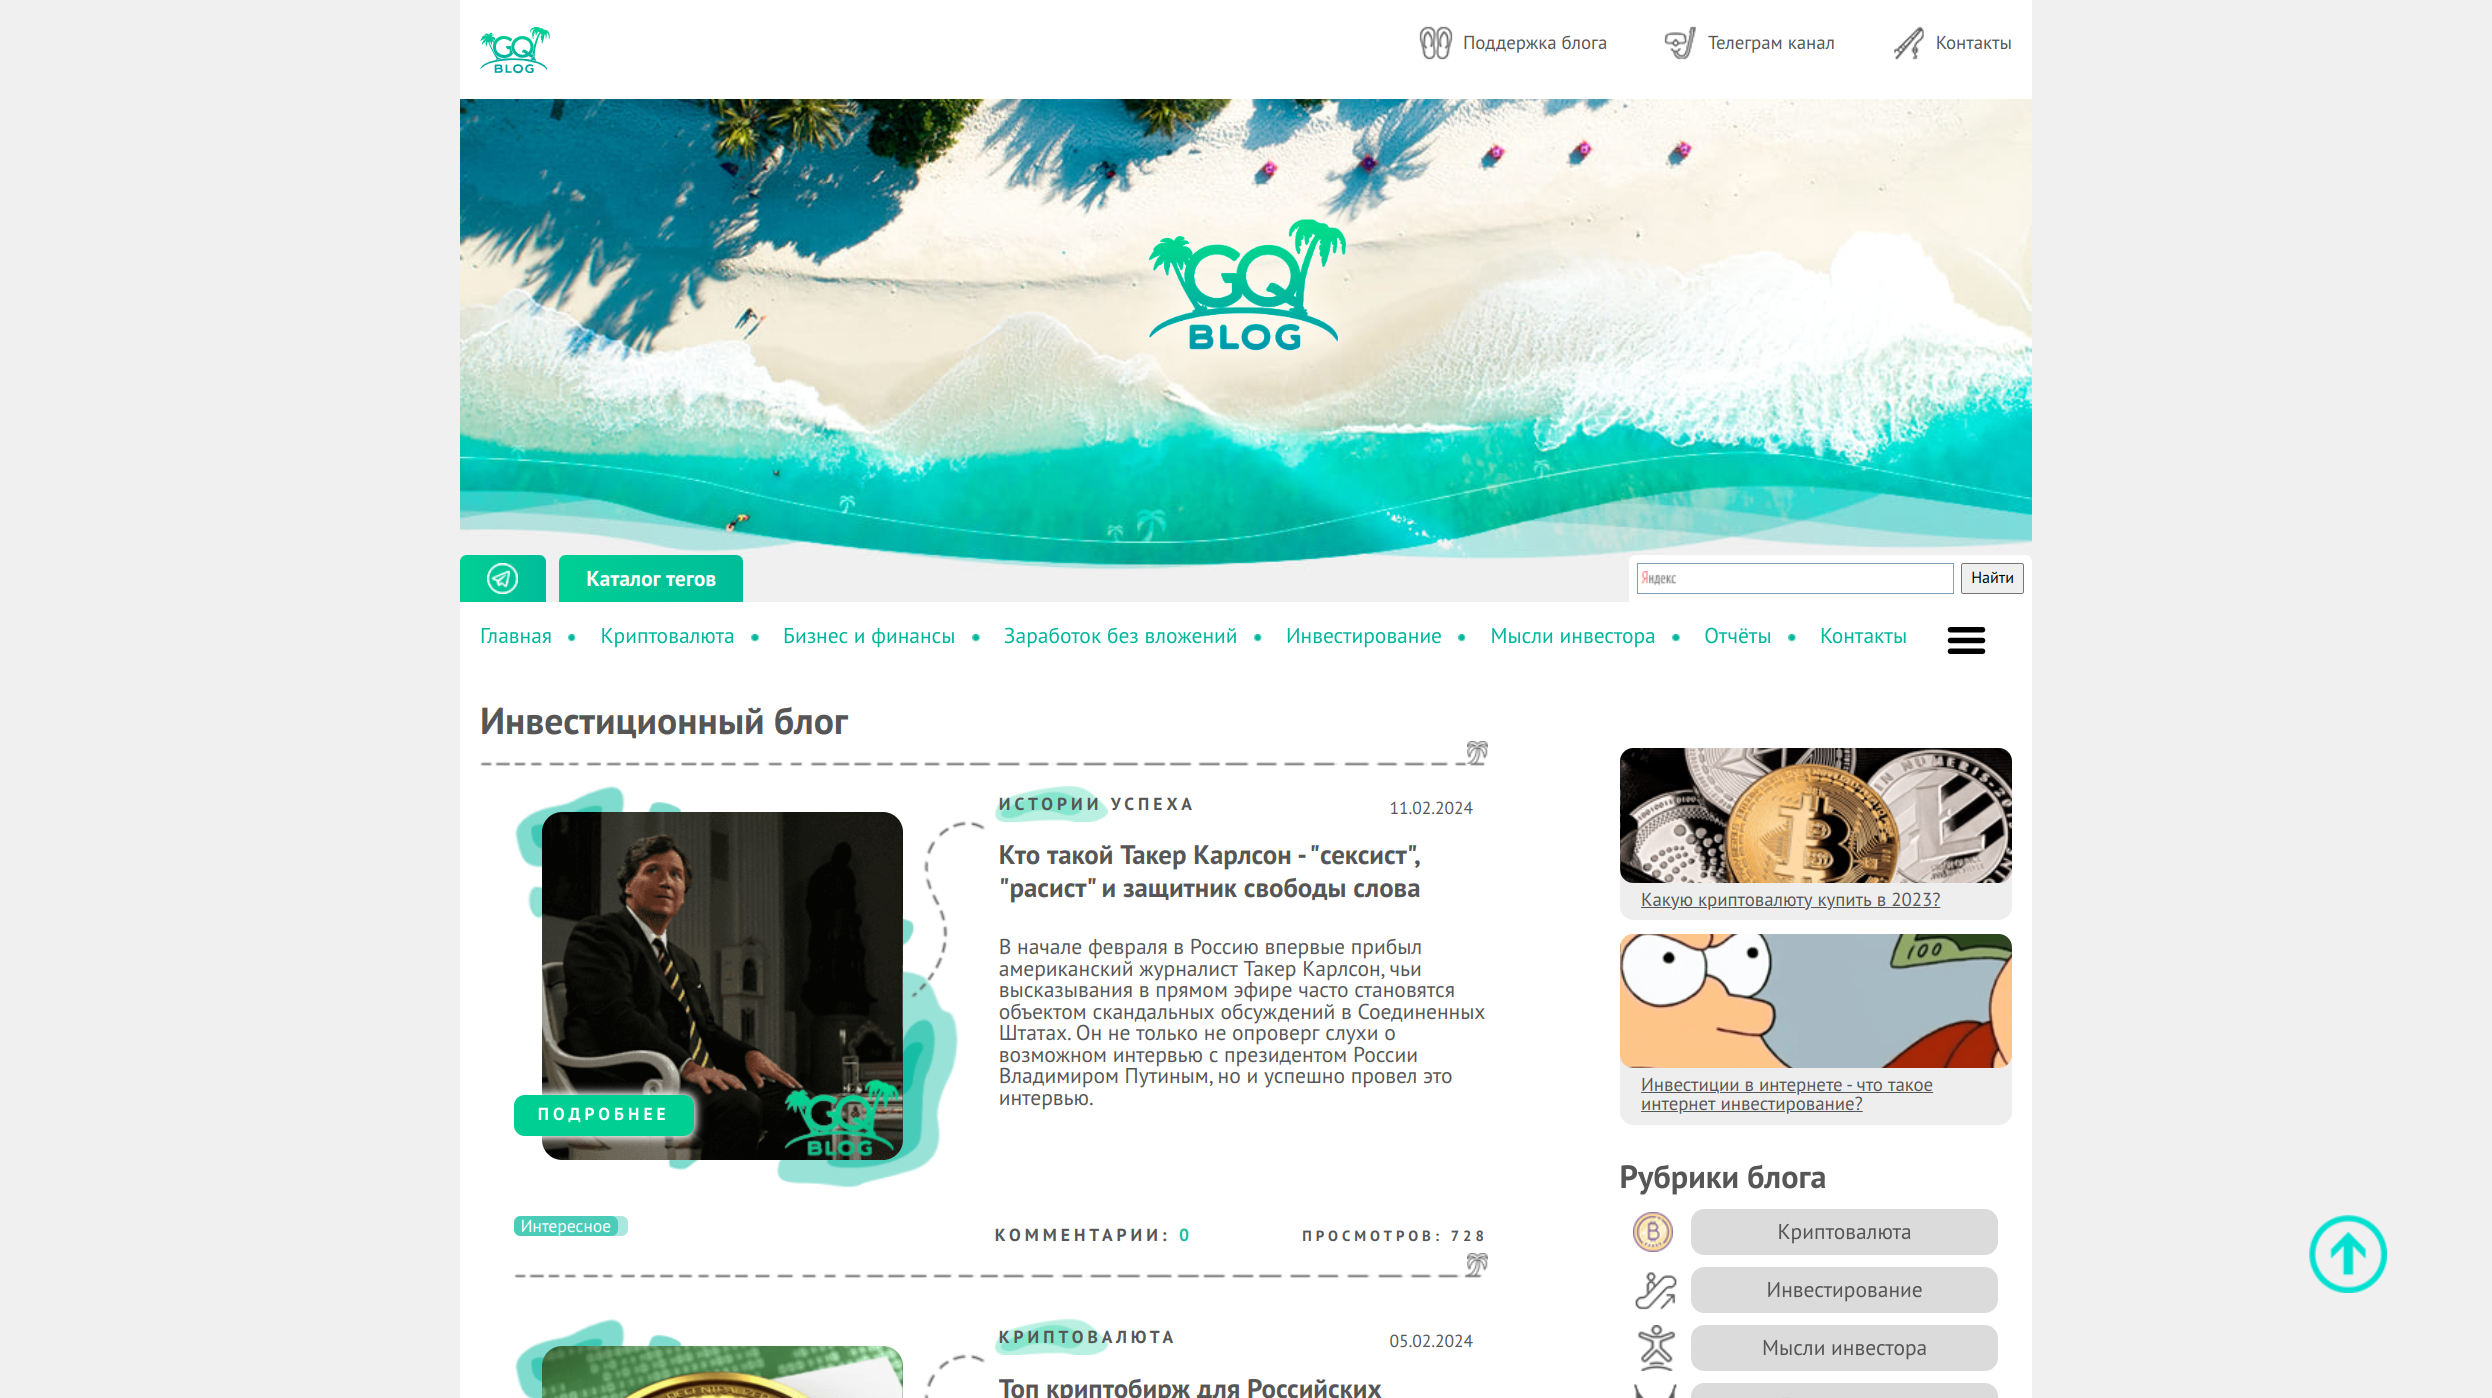 GQ
BLOG
Поддержка блога
Телеграм канал
Контакты
GQ
BLOG
Каталог тегов
Яндекс
Найти
Главная • Криптовалюта • Бизнес и финансы • Заработок без вложений • Инвестирование • Мысли инвестора • Отчёты • Контакты
Инвестиционный блог
ИСТОРИИ УСПЕХА
11.02.2024
Кто такой Такер Карлсон - "сексист",
"расист" и защитник свободы слова
В начале февраля в Россию впервые прибыл
американский журналист Такер Карлсон, чьи
высказывания в прямом эфире часто становятся
объектом скандальных обсуждений в Соединенных
Штатах. Он не только не опроверг слухи о
возможном интервью с президентом России
Владимиром Путиным, но и успешно провел это
интервью.
ПОДРОБНЕЕ
GQ
BLOG
Интересное
КОММЕНТАРИИ: 0
ПРОСМОТРОВ: 728
КРИПТОВАЛЮТА
05.02.2024
Топ криптобирж для Российских
Какую криптовалюту купить в 2023?
100
Инвестиции в интернете - что такое
интернет инвестирование?
Рубрики блога
Криптовалюта
Инвестирование
Мысли инвестора